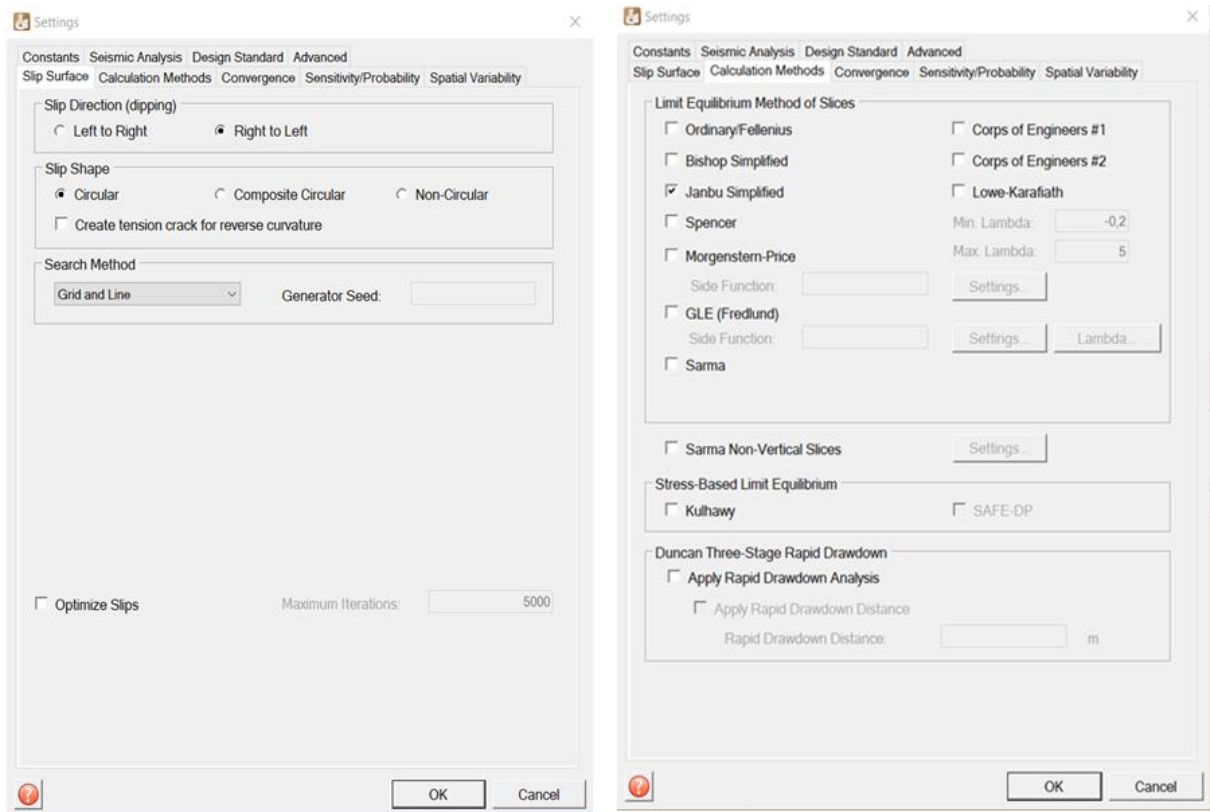 Settings
Constants Seismic Analysis Design Standard Advanced
Slip Surface Calculation Methods Convergence Sensitivity/Probability Spatial Variability
Slip Direction (dipping)
Left to Right Right to Left
Slip Shape
Circular Composite Circular Non-Circular
Create tension crack for reverse curvature
Search Method
Grid and Line Generator Seed:
Optimize Slips Maximum Iterations: 5000
OK Cancel
Settings
Constants Seismic Analysis Design Standard Advanced
Slip Surface Calculation Methods Convergence Sensitivity/Probability Spatial Variability
Limit Equilibrium Method of Slices
Ordinary/Fellenius Corps of Engineers #1
Bishop Simplified Corps of Engineers #2
Janbu Simplified Lowe-Karafiath
Spencer Min. Lambda: -0,2
Morgenstern-Price Max. Lambda: 5
Side Function: Settings...
GLE (Fredlund)
Side Function: Settings... Lambda...
Sarma
Sarma Non-Vertical Slices Settings...
Stress-Based Limit Equilibrium
Kulhawy SAFE-DP
Duncan Three-Stage Rapid Drawdown
Apply Rapid Drawdown Analysis
Apply Rapid Drawdown Distance
Rapid Drawdown Distance: m
OK Cancel